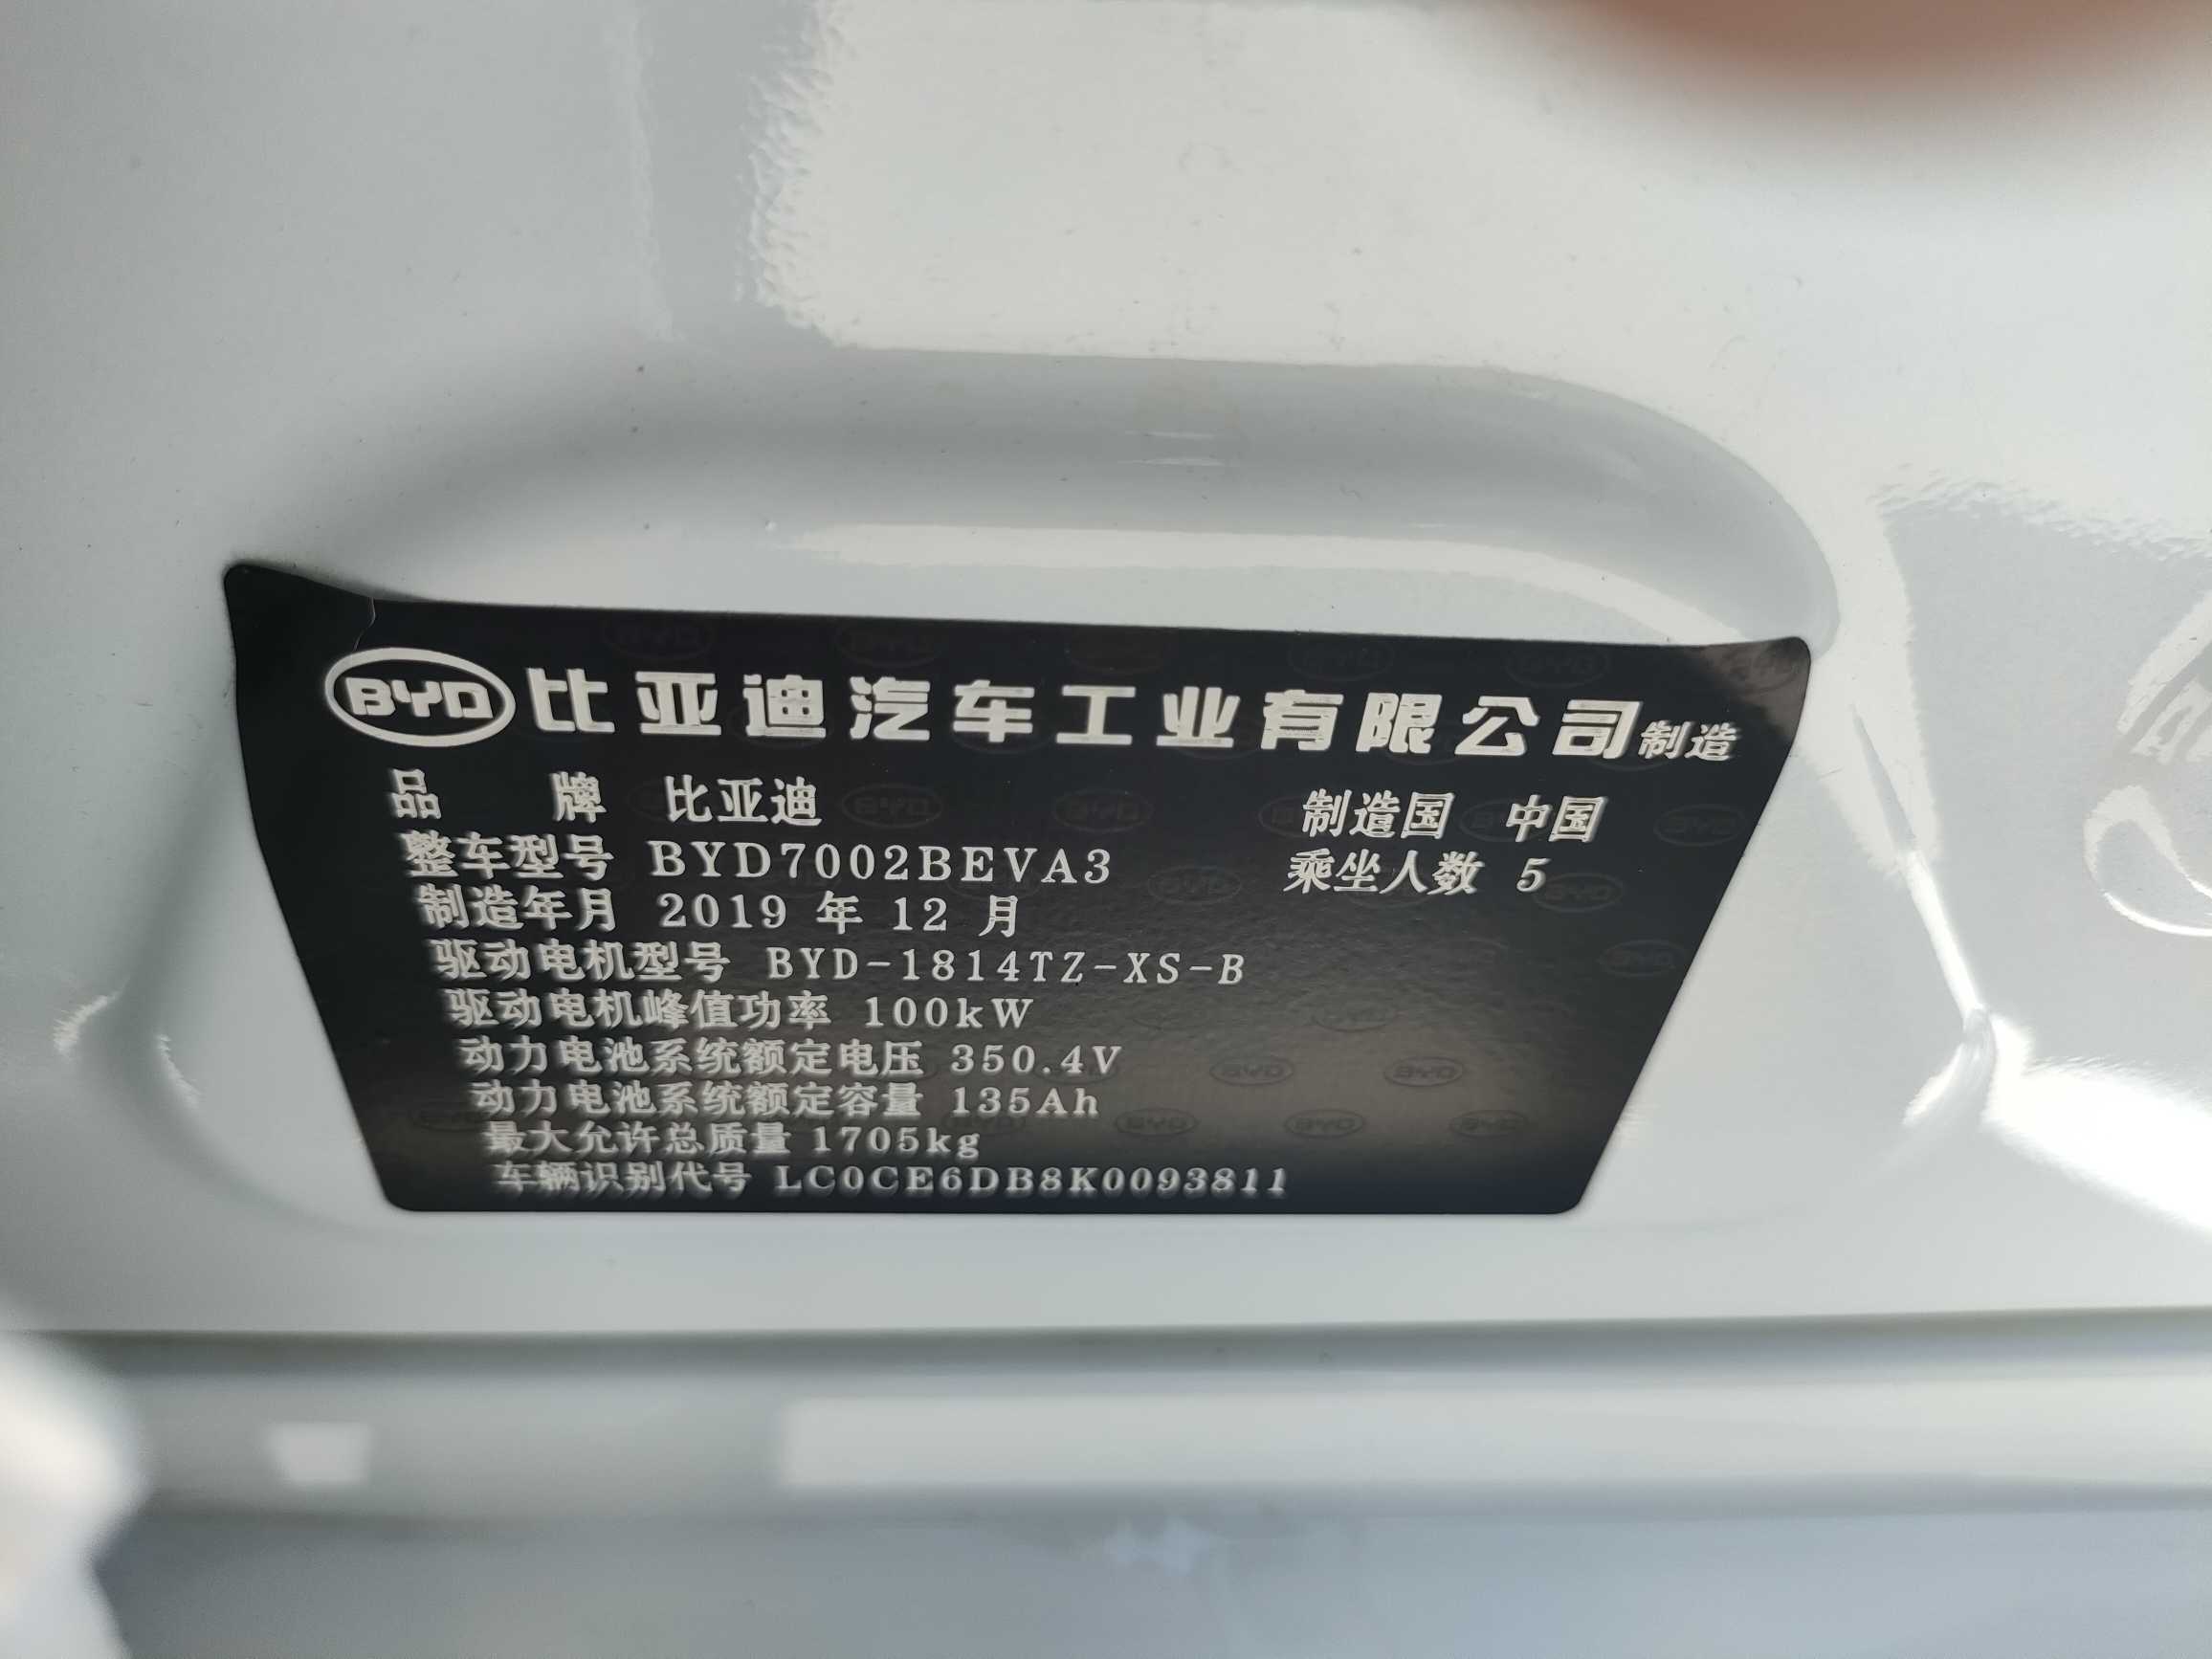 BYD 比亚迪汽车工业有限公司制造
品 牌 比亚迪 制造国 中国
整车型号 BYD7002BEVA3 乘坐人数 5
制造年月 2019 年 12 月
驱动电机型号 BYD-1814TZ-XS-B
驱动电机峰值功率 100kW
动力电池系统额定电压 350.4V
动力电池系统额定容量 135Ah
最大允许总质量 1705kg
车辆识别代号 LC0CE6DB8K0093811